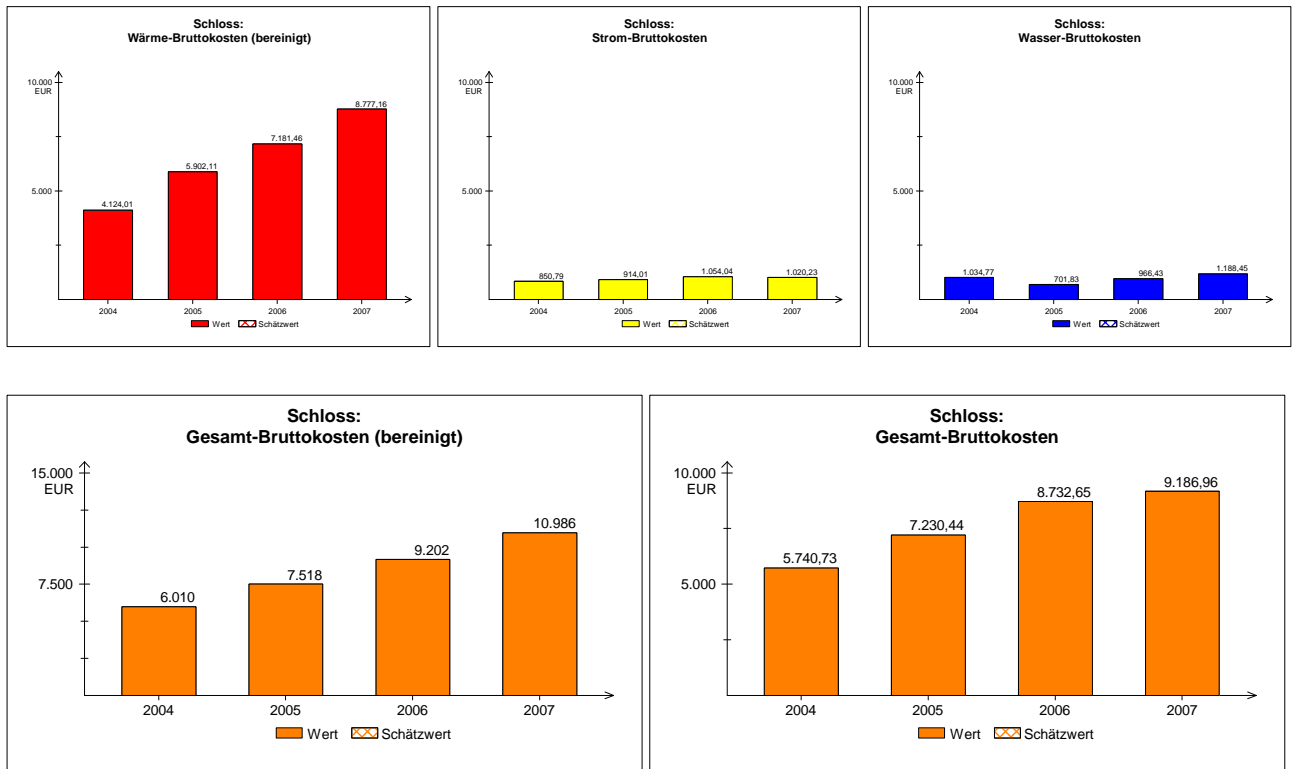 Schloss:
Wärme-Bruttokosten (bereinigt)
10.000
EUR
5.000
4.124,01
5.902,11
7.181,46
8.777,16
2004
2005
2006
2007
Wert
Schätzwert
Schloss:
Strom-Bruttokosten
10.000
EUR
5.000
850,79
914,01
1.054,04
1.020,23
2004
2005
2006
2007
Wert
Schätzwert
Schloss:
Wasser-Bruttokosten
10.000
EUR
5.000
1.034,77
701,83
966,43
1.188,45
2004
2005
2006
2007
Wert
Schätzwert
Schloss:
Gesamt-Bruttokosten (bereinigt)
15.000
EUR
7.500
6.010
7.518
9.202
10.986
2004
2005
2006
2007
Wert
Schätzwert
Schloss:
Gesamt-Bruttokosten
10.000
EUR
5.000
5.740,73
7.230,44
8.732,65
9.186,96
2004
2005
2006
2007
Wert
Schätzwert